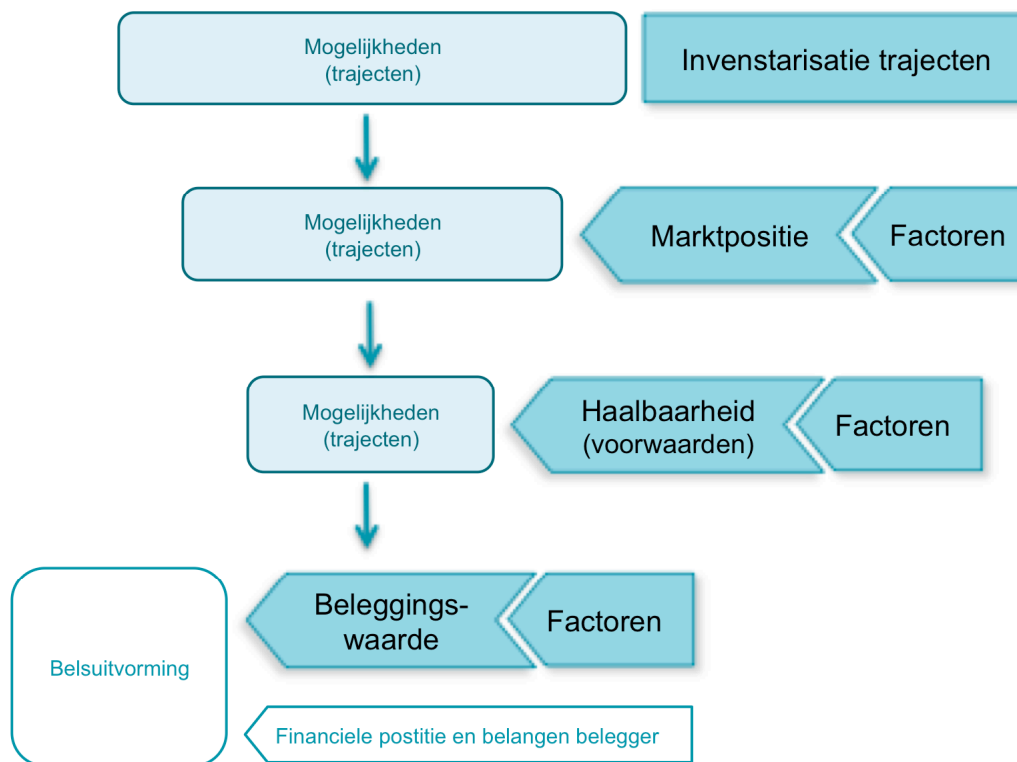 Mogelijkheden
(trajecten)
Invenstarisatie trajecten
Mogelijkheden
(trajecten)
Marktpositie
Factoren
Mogelijkheden
(trajecten)
Haalbaarheid
(voorwaarden)
Factoren
Beleggings-
waarde
Factoren
Belsuitvorming
Financiele postitie en belangen belegger